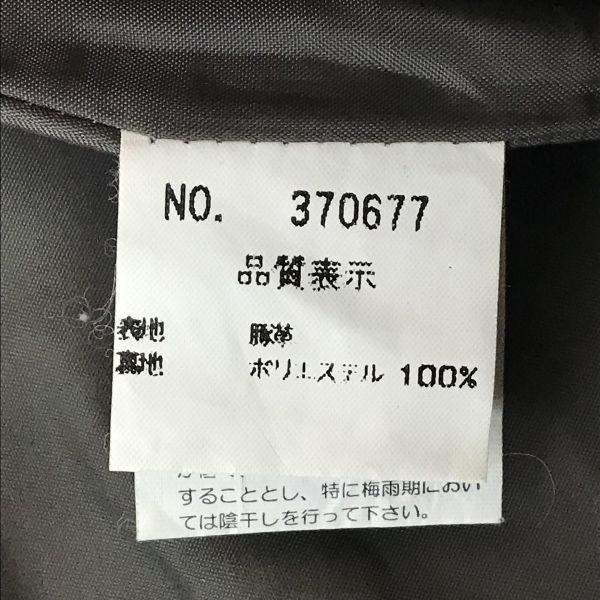 NO. 370677
品質表示
表地 豚革
裏地 ポリエステル 100%
することとし、特に梅雨期におい
ては陰干しを行って下さい。